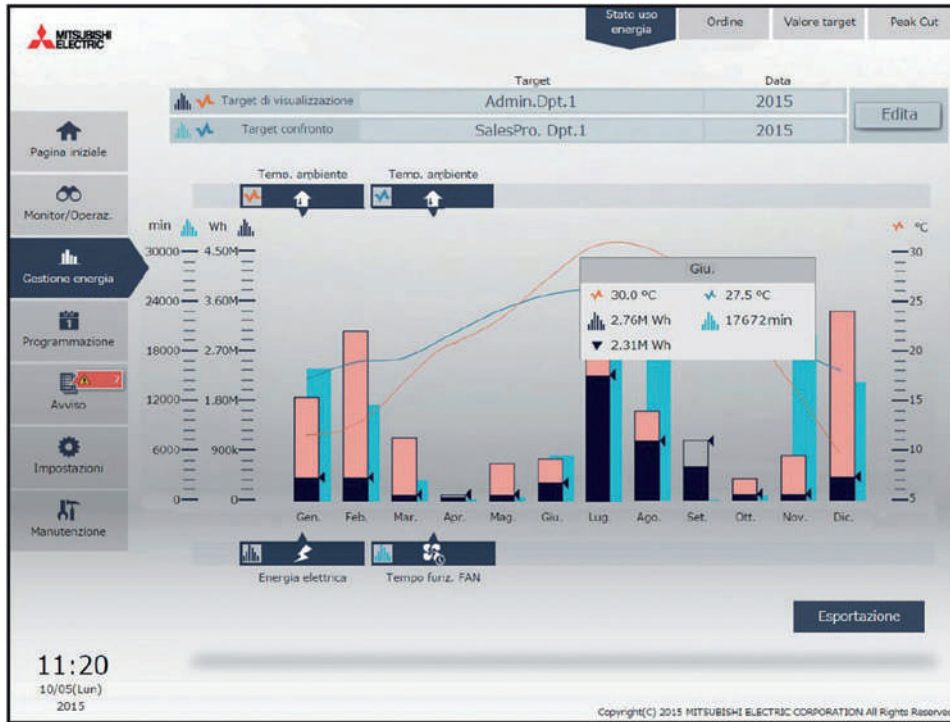 MITSUBISHI
ELECTRIC
Stato uso
energia
Ordine
Valore target
Peak Cut
Target
Data
Target di visualizzazione
Admin.Dpt.1
2015
Target confronto
SalesPro. Dpt.1
2015
Edita
Pagina iniziale
Monitor/Operaz.
Gestione energia
1
Programmazione
Avviso
Impostazioni
Manutenzione
Temp. ambiente
Temp. ambiente
min
Wh
°C
30000
4.50M
30
24000
3.60M
25
18000
2.70M
20
12000
1.80M
15
6000
900k
10
0
0
5
Giu.
30.0 °C
27.5 °C
2.76M Wh
17672min
2.31M Wh
Gen.
Feb.
Mar.
Apr.
Mag.
Giu.
Lug.
Ago.
Set.
Ott.
Nov.
Dic.
Energia elettrica
Tempo funz. FAN
Esportazione
11:20
10/05(Lun)
2015
Copyright(C) 2015 MITSUBISHI ELECTRIC CORPORATION All Rights Reserved